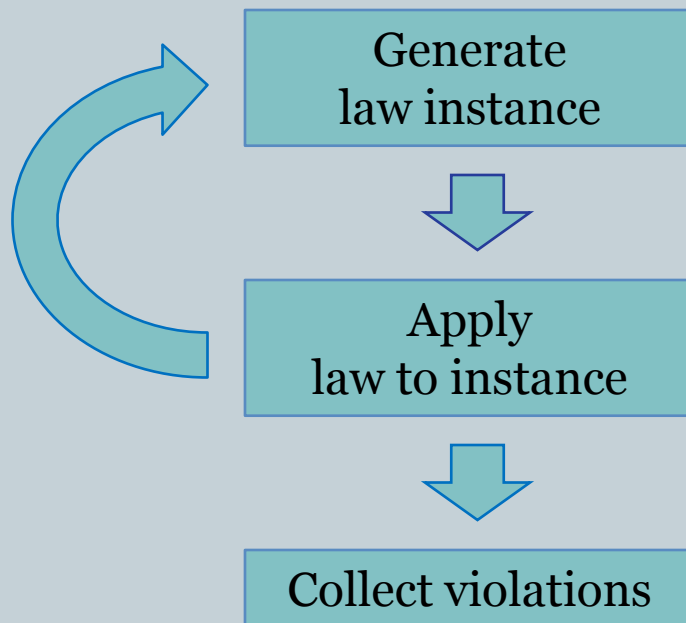 Generate
law instance
Apply
law to instance
Collect violations